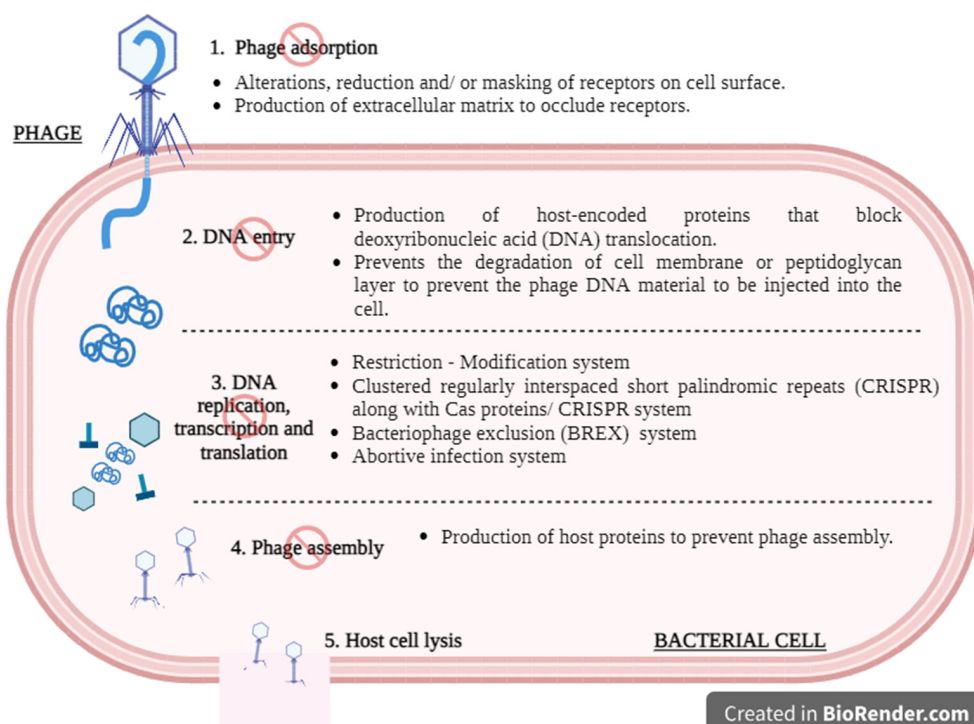 1. Phage adsorption
• Alterations, reduction and/ or masking of receptors on cell surface.
• Production of extracellular matrix to occlude receptors.
PHAGE
2. DNA entry
• Production of host-encoded proteins that block
deoxyribonucleic acid (DNA) translocation.
• Prevents the degradation of cell membrane or peptidoglycan
layer to prevent the phage DNA material to be injected into the
cell.
3. DNA
replication,
transcription and
translation
• Restriction - Modification system
• Clustered regularly interspaced short palindromic repeats (CRISPR)
along with Cas proteins/ CRISPR system
• Bacteriophage exclusion (BREX) system
• Abortive infection system
4. Phage assembly
• Production of host proteins to prevent phage assembly.
5. Host cell lysis
BACTERIAL CELL
Created in BioRender.com